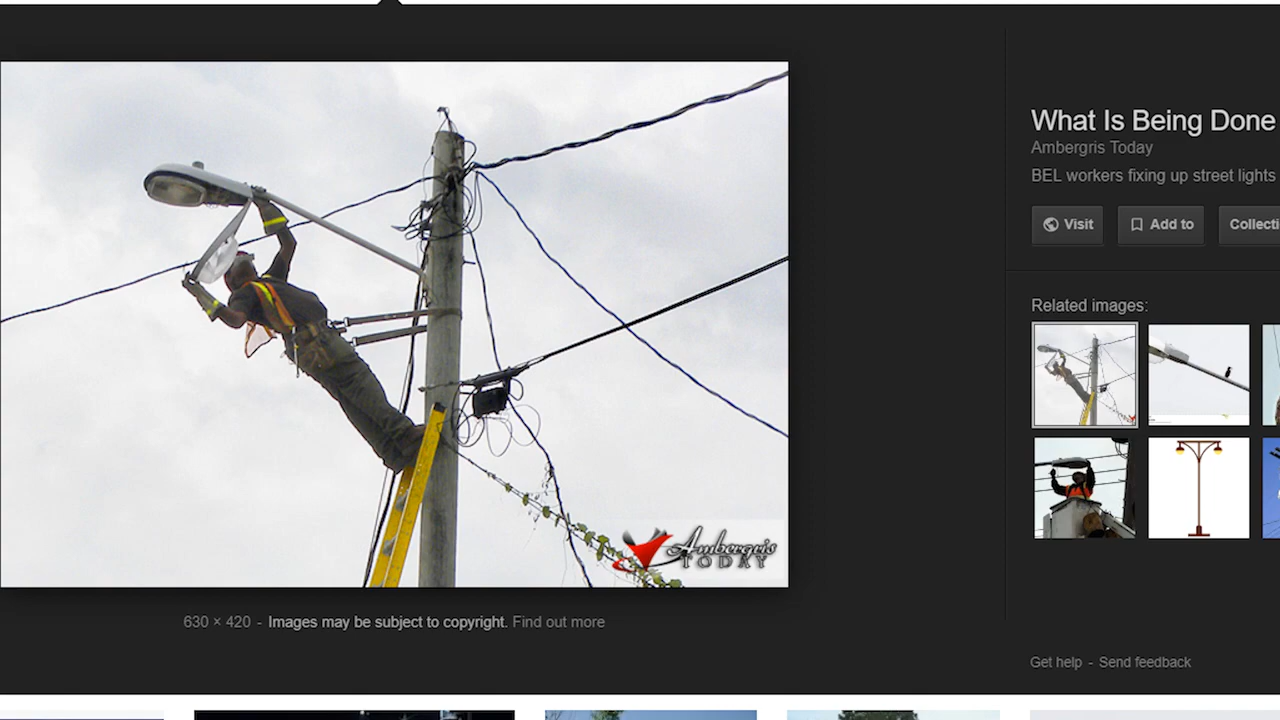 What Is Being Done
Ambergris Today
BEL workers fixing up street lights
Visit
Add to
Collecti
Related images:
Ambergris
TODAY
630 × 420 - Images may be subject to copyright. Find out more
Get help - Send feedback